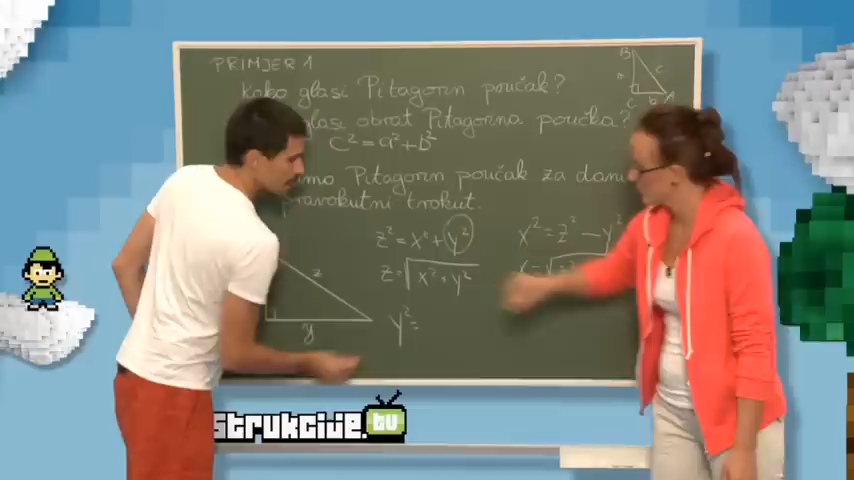 PRIMJER 1
Kako glasi Pitagorin poučak?
glasi obrat Pitagorina poučka?
c² = a² + b²
Pitagorin poučak za dani
pravokutni trokut.
z² = x² + y²
x² = z² - y²
z = √x² + y²
y² =
z
y
B
a
c
C
b
A
strukcije.tv